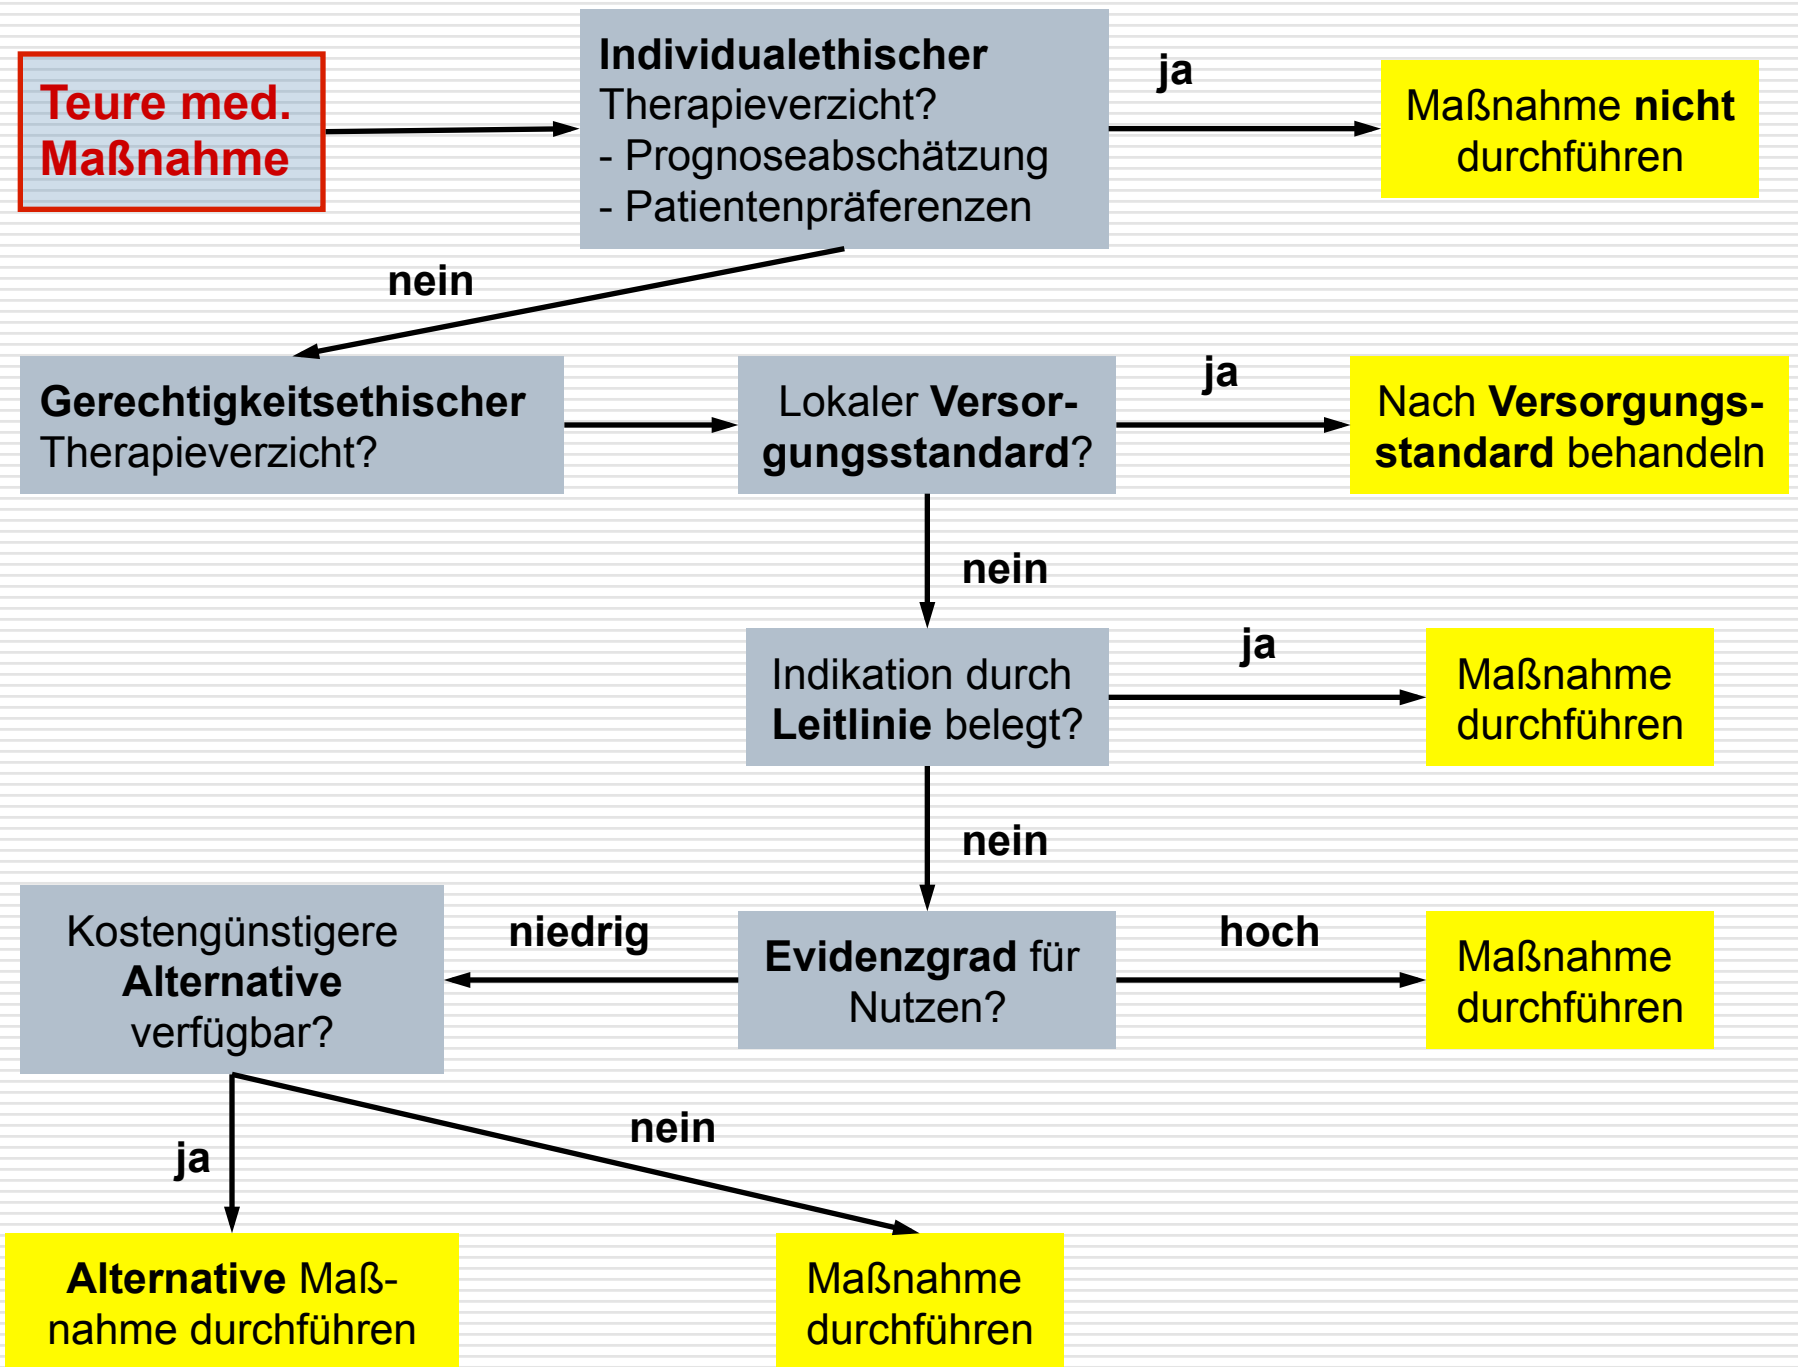 Teure med.
Maßnahme
Individualethischer
Therapieverzicht?
- Prognoseabschätzung
- Patientenpräferenzen
ja
Maßnahme nicht
durchführen
nein
Gerechtigkeitsethischer
Therapieverzicht?
Lokaler Versor-
gungsstandard?
ja
Nach Versorgungs-
standard behandeln
nein
Indikation durch
Leitlinie belegt?
ja
Maßnahme
durchführen
nein
Kostengünstigere
Alternative
verfügbar?
niedrig
Evidenzgrad für
Nutzen?
hoch
Maßnahme
durchführen
ja
nein
Alternative Maß-
nahme durchführen
Maßnahme
durchführen